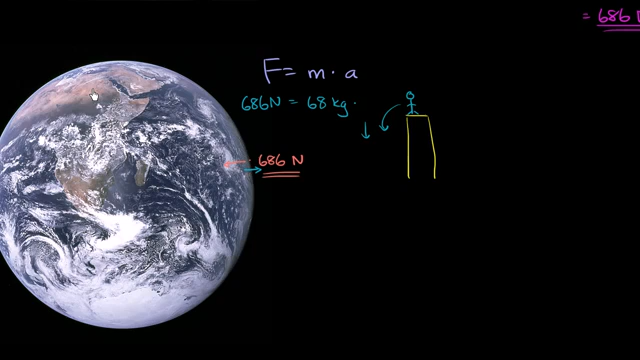 = 686
F = m · a
686N = 68 kg ·
686 N